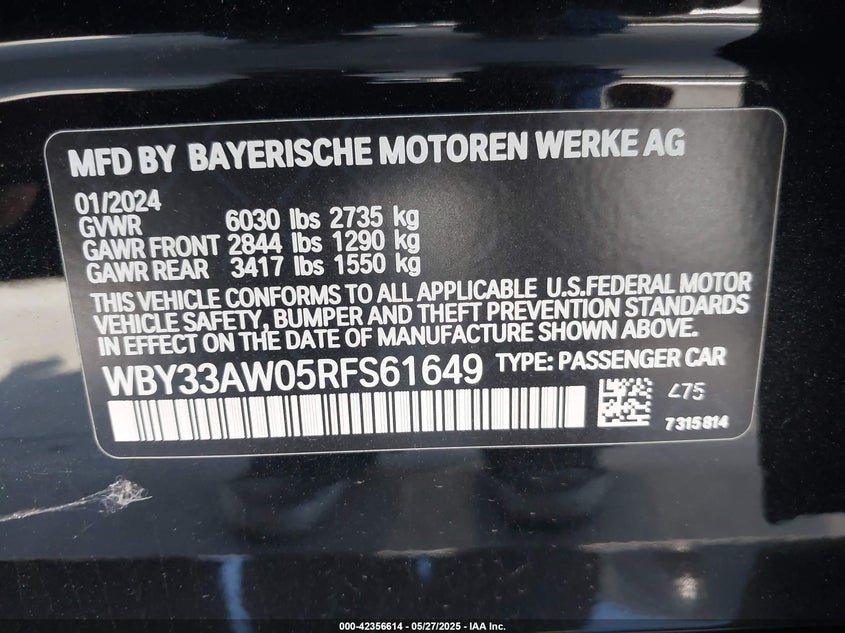 MFD BY BAYERISCHE MOTOREN WERKE AG
01/2024
GVWR 6030 lbs 2735 kg
GAWR FRONT 2844 lbs 1290 kg
GAWR REAR 3417 lbs 1550 kg
THIS VEHICLE CONFORMS TO ALL APPLICABLE U.S.FEDERAL MOTOR
VEHICLE SAFETY, BUMPER AND THEFT PREVENTION STANDARDS
IN EFFECT ON THE DATE OF MANUFACTURE SHOWN ABOVE.
WBY33AW05RFS61649 TYPE: PASSENGER CAR
475
7315814
000-42356614 - 05/27/2025 - IAA Inc.